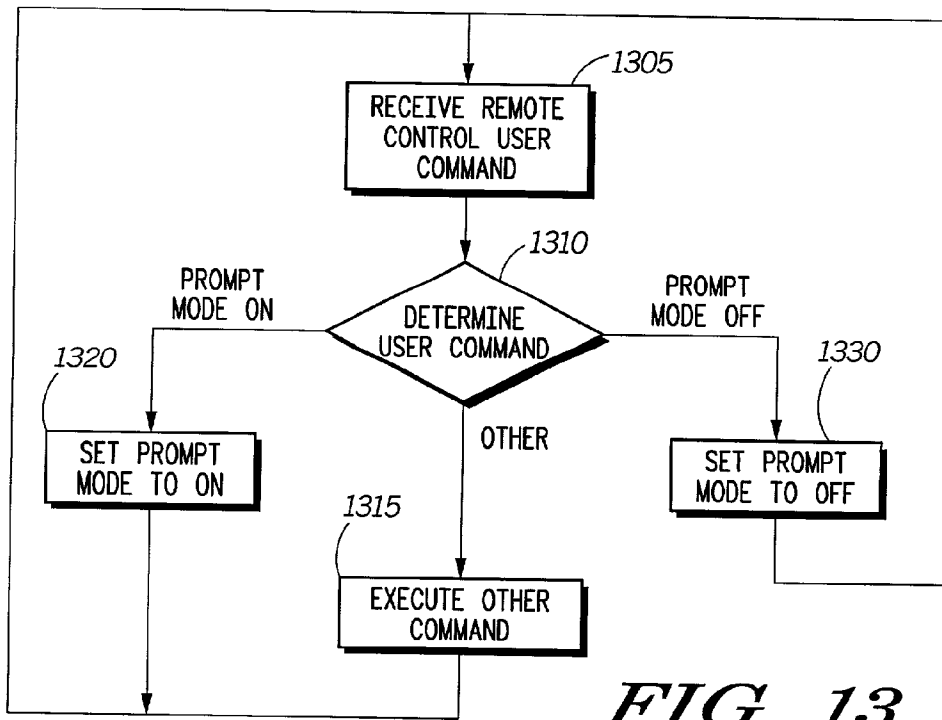 1305
RECEIVE REMOTE
CONTROL USER
COMMAND
1310
PROMPT
MODE ON
DETERMINE
USER COMMAND
PROMPT
MODE OFF
1320
SET PROMPT
MODE TO ON
OTHER
1330
SET PROMPT
MODE TO OFF
1315
EXECUTE OTHER
COMMAND
FIG. 13